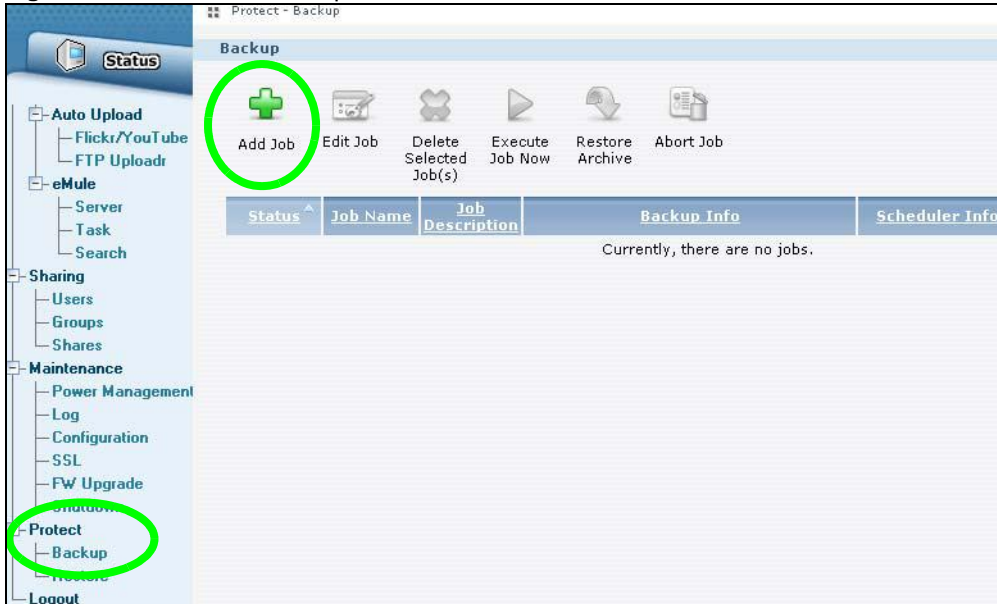 Protect - Backup
Status
Backup
Add Job
Edit Job
Delete Selected Job(s)
Execute Job Now
Restore Archive
Abort Job
Status
Job Name
Job Description
Backup Info
Scheduler Info
Currently, there are no jobs.
Auto Upload
Flickr/YouTube
FTP Uploadr
eMule
Server
Task
Search
Sharing
Users
Groups
Shares
Maintenance
Power Management
Log
Configuration
SSL
FW Upgrade
Protect
Backup
Logout